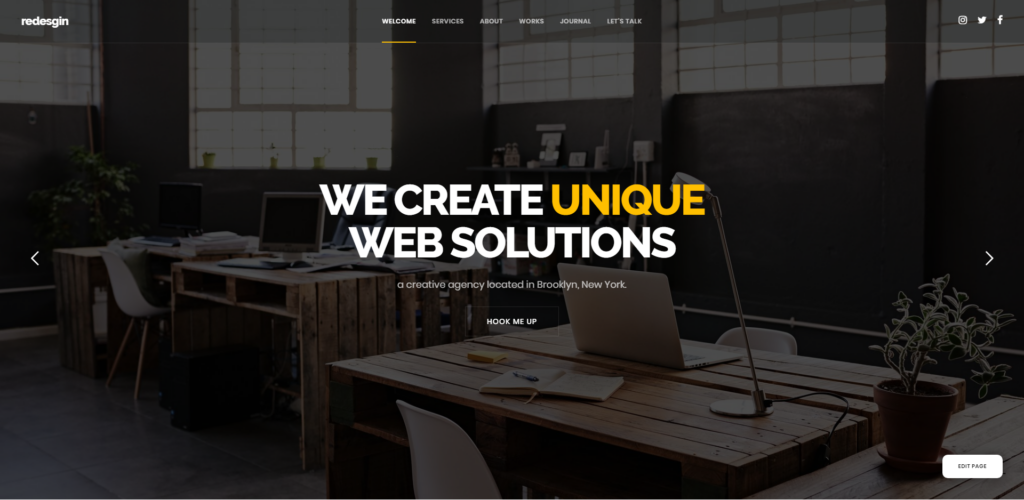 redesgin
WELCOME SERVICES ABOUT WORKS JOURNAL LET'S TALK
WE CREATE UNIQUE
WEB SOLUTIONS
a creative agency located in Brooklyn, New York.
HOOK ME UP
EDIT PAGE